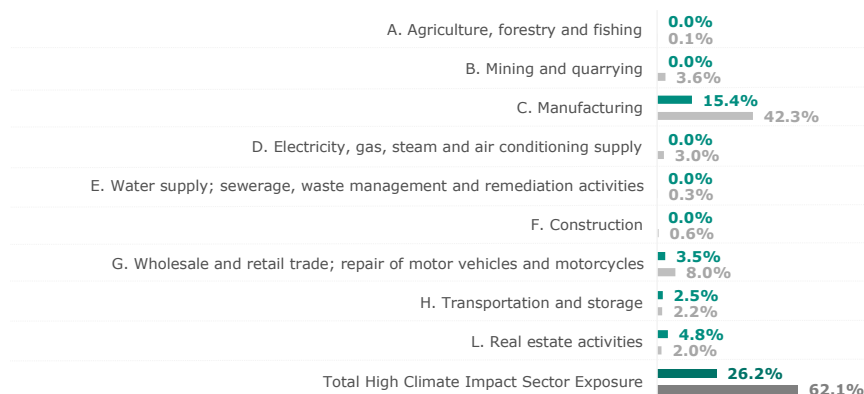 A. Agriculture, forestry and fishing
0.0%
0.1%
B. Mining and quarrying
0.0%
3.6%
C. Manufacturing
15.4%
42.3%
D. Electricity, gas, steam and air conditioning supply
0.0%
3.0%
E. Water supply; sewerage, waste management and remediation activities
0.0%
0.3%
F. Construction
0.0%
0.6%
G. Wholesale and retail trade; repair of motor vehicles and motorcycles
3.5%
8.0%
H. Transportation and storage
2.5%
2.2%
L. Real estate activities
4.8%
2.0%
Total High Climate Impact Sector Exposure
26.2%
62.1%